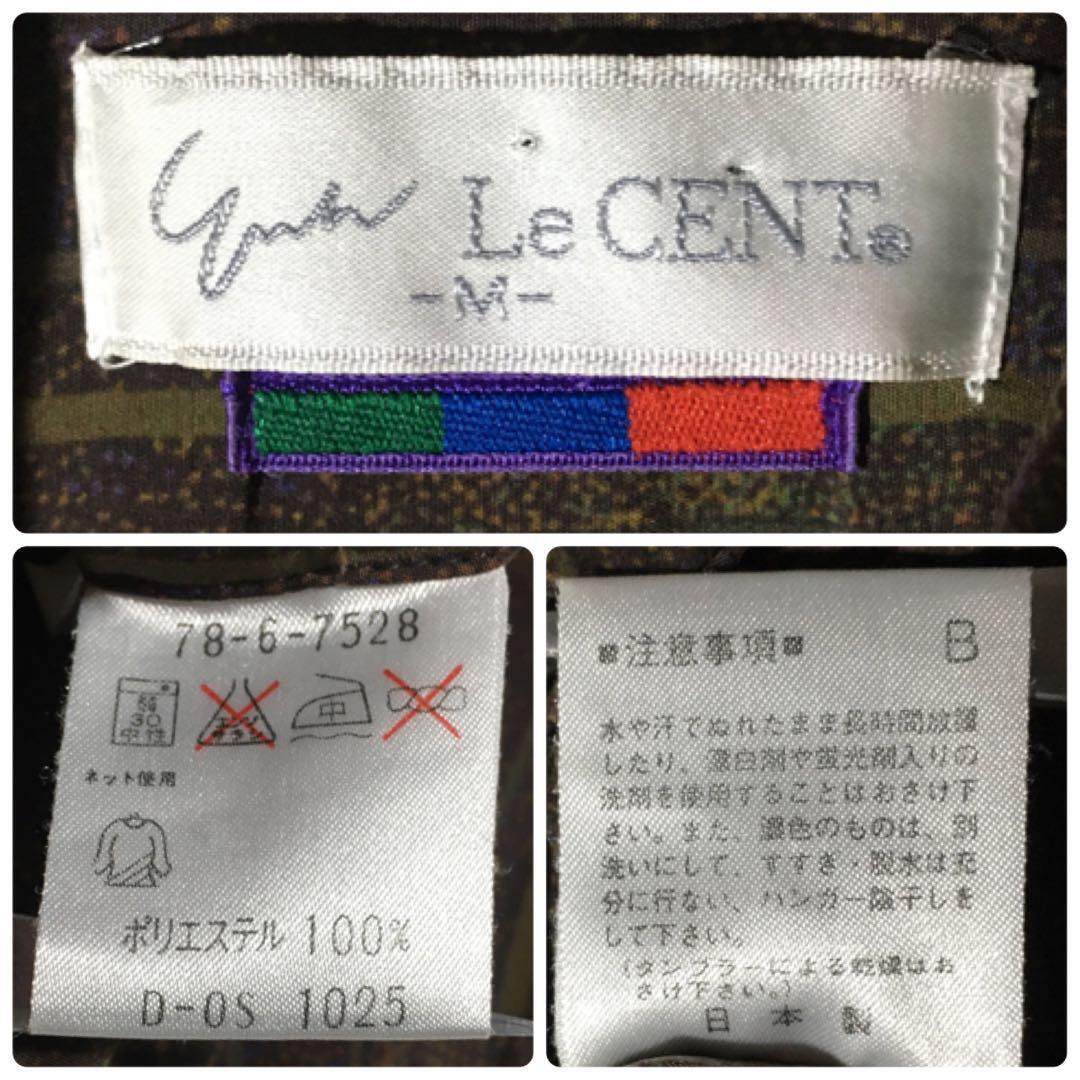 Le CENT®
-M-
78-6-7528
30
中性
中
ネット使用
ポリエステル 100%
D-0S 1025
※注意事項※ B
水や汗でぬれたまま長時間放置
したり、漂白剤や蛍光剤入りの
洗剤を使用することはおさけ下
さい。また、濃色のものは、別
洗いにして、すすぎ・脱水は充
分に行ない、ハンガー陰干しを
して下さい。
(タンブラーによる乾燥はお
さけ下さい。)
日本製